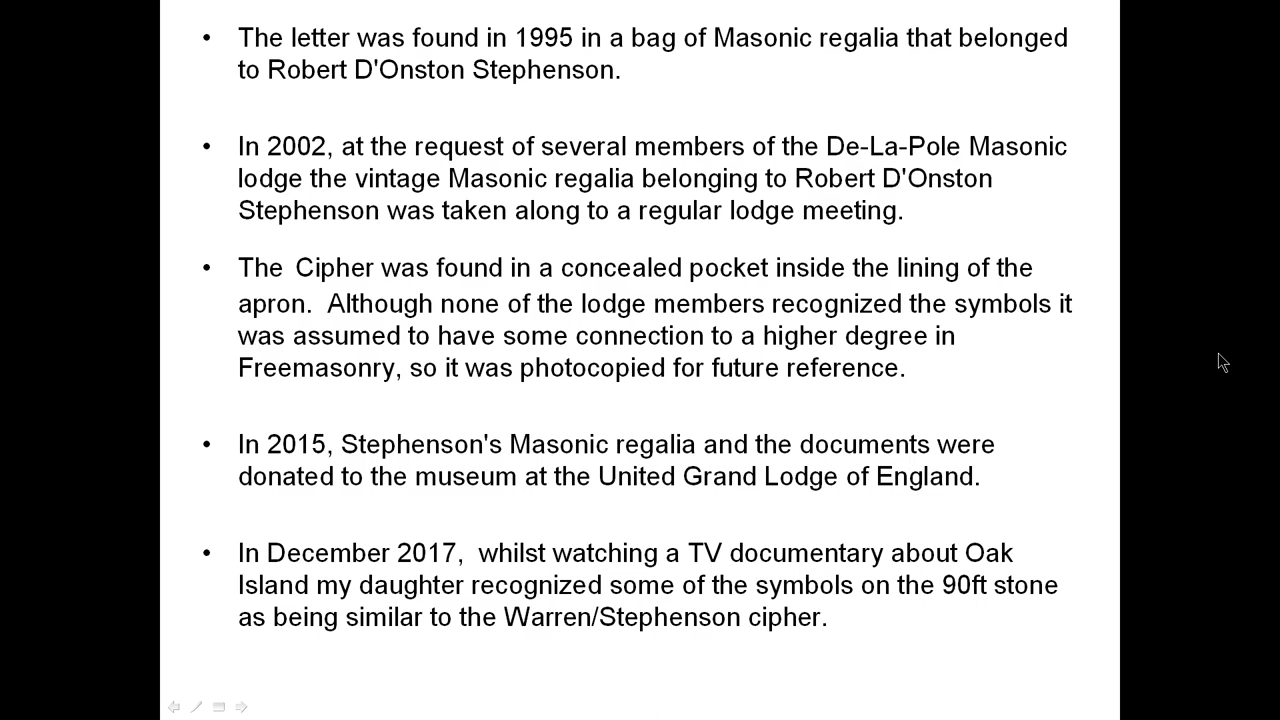 • The letter was found in 1995 in a bag of Masonic regalia that belonged
to Robert D'Onston Stephenson.
• In 2002, at the request of several members of the De-La-Pole Masonic
lodge the vintage Masonic regalia belonging to Robert D'Onston
Stephenson was taken along to a regular lodge meeting.
• The  Cipher was found in a concealed pocket inside the lining of the
apron.  Although none of the lodge members recognized the symbols it
was assumed to have some connection to a higher degree in
Freemasonry, so it was photocopied for future reference.
• In 2015, Stephenson's Masonic regalia and the documents were
donated to the museum at the United Grand Lodge of England.
• In December 2017,  whilst watching a TV documentary about Oak
Island my daughter recognized some of the symbols on the 90ft stone
as being similar to the Warren/Stephenson cipher.